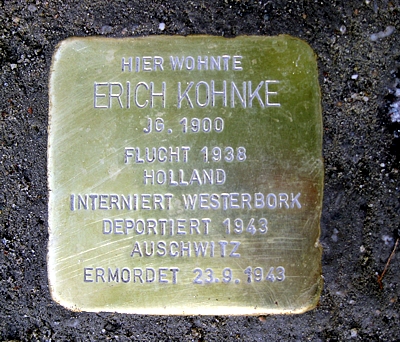 HIER WOHNTE
ERICH KOHNKE
JG. 1900
FLUCHT 1938
HOLLAND
INTERNIERT WESTERBORK
DEPORTIERT 1943
AUSCHWITZ
ERMORDET 23.9.1943